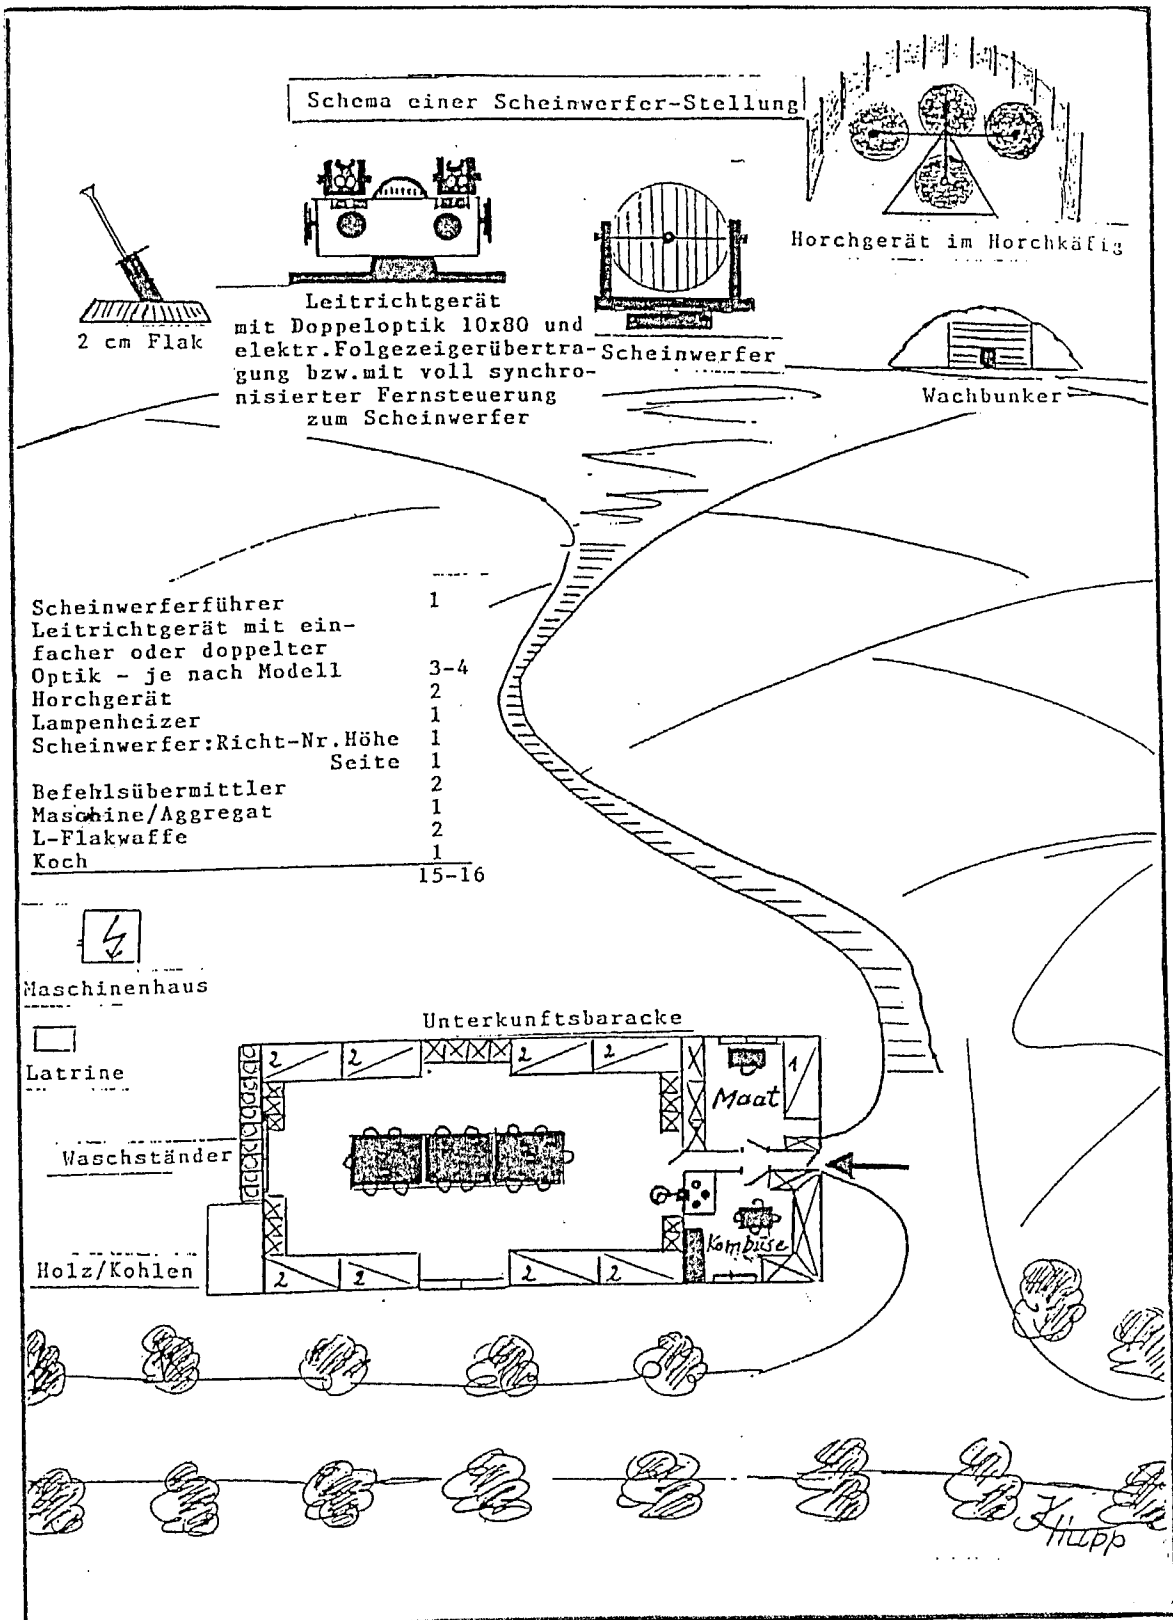 Schema einer Scheinwerfer-Stellung
Horchgerät im Horchkäfig
2 cm Flak
Leitrichtgerät
mit Doppeloptik 10x80 und
elektr.Folgezeigerübertra-
gung bzw.mit voll synchro-
nisierter Fernsteuerung
zum Scheinwerfer
Scheinwerfer
Wachbunker
Scheinwerferführer 1
Leitrichtgerät mit ein-
facher oder doppelter
Optik - je nach Modell 3-4
Horchgerät 2
Lampenheizer 1
Scheinwerfer:Richt-Nr.Höhe 1
Seite 1
Befehlsübermittler 2
Maschine/Aggregat 1
L-Flakwaffe 2
Koch 1
15-16
Maschinenhaus
Latrine
Unterkunftsbaracke
2 2 2 2 1
Maat
Waschständer
Kombüse
Holz/Kohlen
2 2 2 2